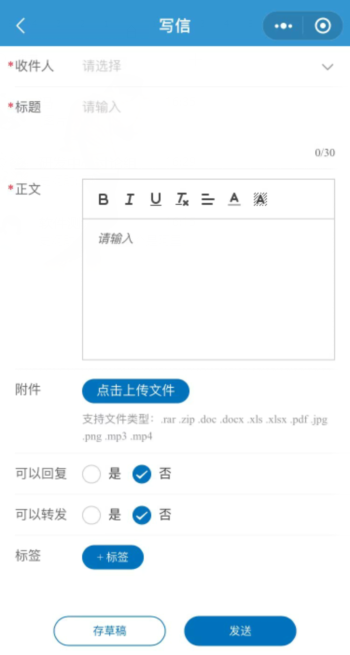 写信
*收件人 请选择
*标题 请输入
0/30
*正文
B I U Tx A A
请输入
附件 点击上传文件
支持文件类型: .rar .zip .doc .docx .xls .xlsx .pdf .jpg
.png .mp3 .mp4
可以回复 是 否
可以转发 是 否
标签 + 标签
存草稿 发送